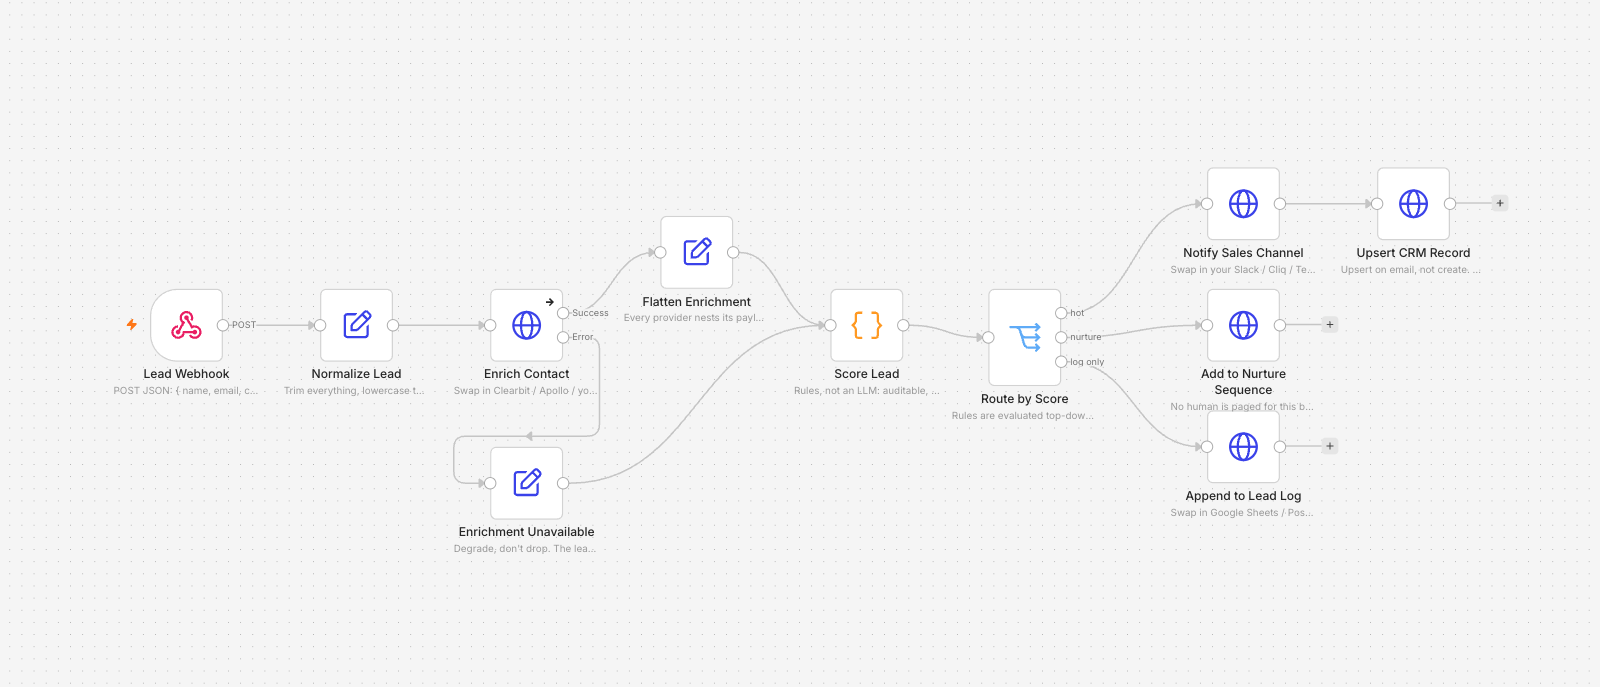 Lead Webhook
POST JSON: { name, email, c...
POST
Normalize Lead
Trim everything, lowercase t...
Enrich Contact
Swap in Clearbit / Apollo / yo...
Success
Error
Flatten Enrichment
Every provider nests its payl...
Enrichment Unavailable
Degrade, don't drop. The lea...
Score Lead
Rules, not an LLM: auditable, ...
Route by Score
Rules are evaluated top-dow...
hot
nurture
log only
Notify Sales Channel
Swap in your Slack / Cliq / Te...
Upsert CRM Record
Upsert on email, not create. ...
Add to Nurture
Sequence
No human is paged for this b...
Append to Lead Log
Swap in Google Sheets / Pos...